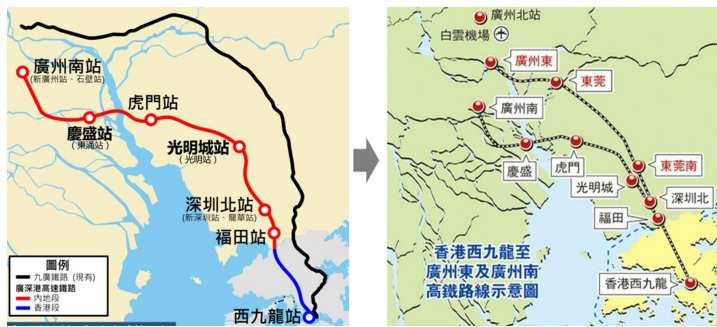 廣州南站
(新廣州站、石壁站)
慶盛站
(東涌站)
虎門站
光明城站
(光明站)
深圳北站
(新深圳站、龍華站)
福田站
西九龍站
圖例
九廣鐵路 (現有)
廣深港高速鐵路
內地段
香港段
廣州北站
白雲機場
廣州東
東莞
廣州南
慶盛
虎門
東莞南
光明城
深圳北
福田
香港西九龍
香港西九龍至
廣州東及廣州南
高鐵路線示意圖